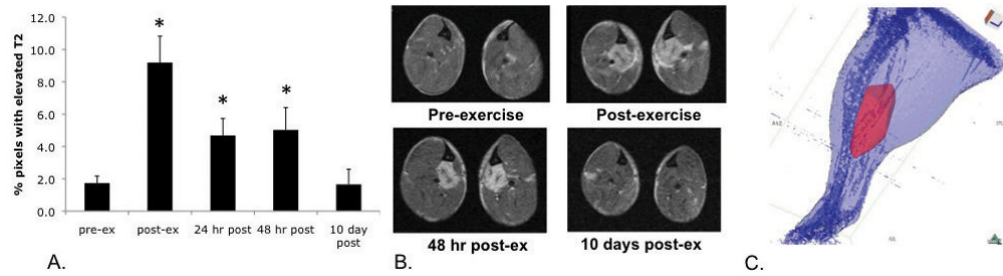 A.
% pixels with elevated T2
12.0
10.0
8.0
6.0
4.0
2.0
0.0
*
*
*
pre-ex
post-ex
24 hr post
48 hr post
10 day
post
B.
Pre-exercise
Post-exercise
48 hr post-ex
10 days post-ex
C.